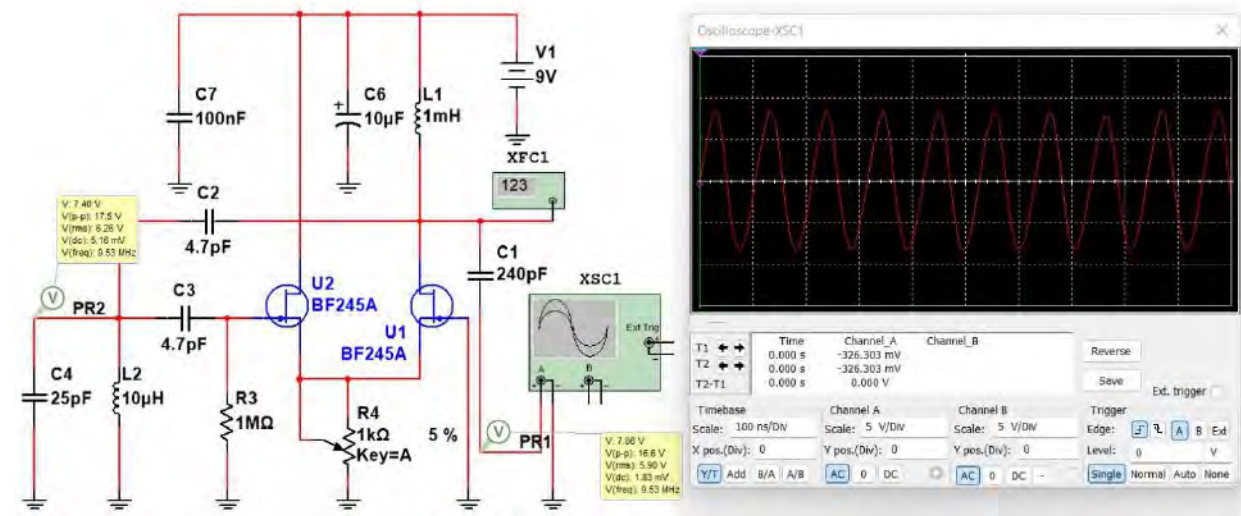 C7
100nF
C6
+
10µF
L1
1mH
V1
9V
XFC1
123
C2
4.7pF
V: 7.40 V
V(p-p): 17.5 V
V(rms): 6.26 V
V(dc): 5.16 mV
V(freq): 9.53 MHz
V
PR2
C3
4.7pF
U2
BF245A
U1
BF245A
C1
240pF
XSC1
Ext Trig
+
A
B
C4
25pF
L2
10µH
R3
1MΩ
R4
1kΩ
Key=A
5 %
V
PR1
V: 7.86 V
V(p-p): 16.6 V
V(rms): 5.90 V
V(dc): 1.83 mV
V(freq): 9.53 MHz
Oscilloscope-XSC1
Time Channel_A Channel_B
T1 0.000 s -326.303 mV
T2 0.000 s -326.303 mV
T2-T1 0.000 s 0.000 V
Reverse
Save
Ext. trigger
Timebase
Scale: 100 ns/Div
X pos.(Div): 0
Y/T Add B/A A/B
Channel A
Scale: 5 V/Div
Y pos.(Div): 0
AC 0 DC
Channel B
Scale: 5 V/Div
Y pos.(Div): 0
AC 0 DC -
Trigger
Edge: A B Ext
Level: 0 V
Single Normal Auto None